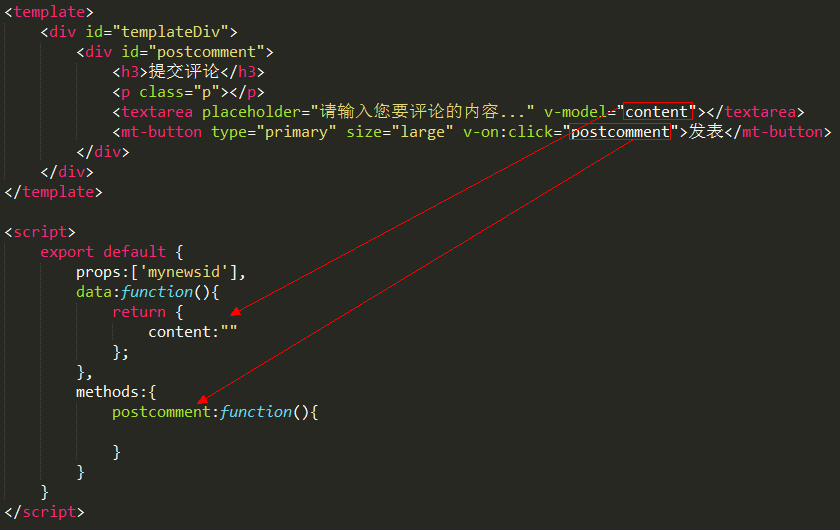 <template>
<div id="templateDiv">
<div id="postcomment">
<h3>提交评论</h3>
<p class="p"></p>
<textarea placeholder="请输入您要评论的内容..." v-model="content"></textarea>
<mt-button type="primary" size="large" v-on:click="postcomment">发表</mt-button>
</div>
</div>
</template>
<script>
export default {
props:['mynewsid'],
data:function(){
return {
content:""
};
},
methods:{
postcomment:function(){
}
}
}
</script>